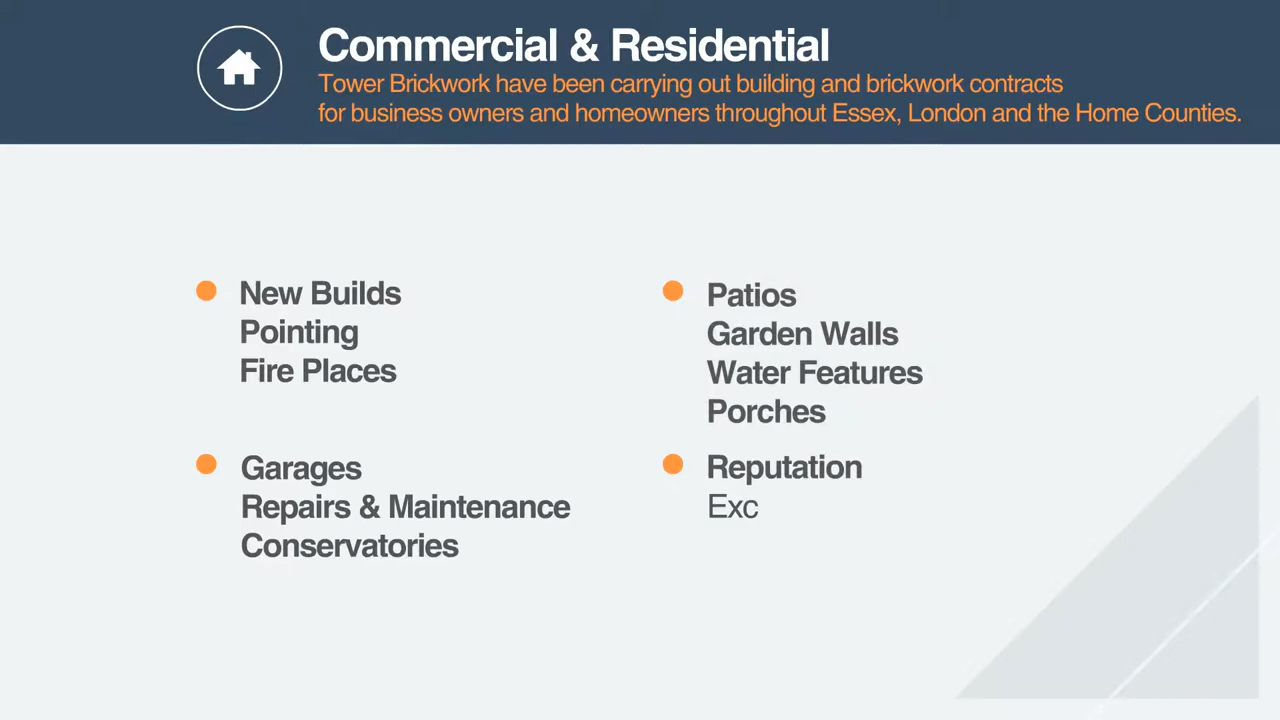 Commercial & Residential
Tower Brickwork have been carrying out building and brickwork contracts
for business owners and homeowners throughout Essex, London and the Home Counties.
New Builds
Pointing
Fire Places
Patios
Garden Walls
Water Features
Porches
Garages
Repairs & Maintenance
Conservatories
Reputation
Exc